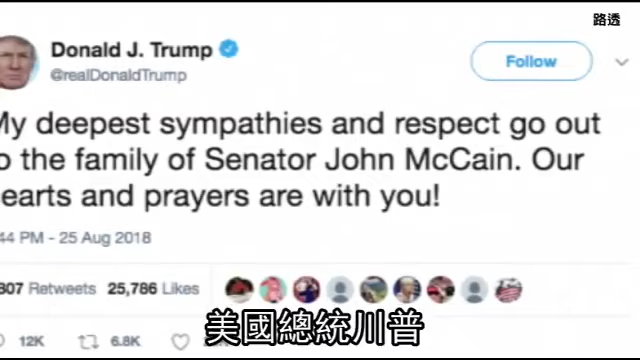 路透
Donald J. Trump
@realDonaldTrump
Follow
My deepest sympathies and respect go out
to the family of Senator John McCain. Our
hearts and prayers are with you!
:44 PM - 25 Aug 2018
807 Retweets 25,786 Likes
12K 6.8K
美國總統川普